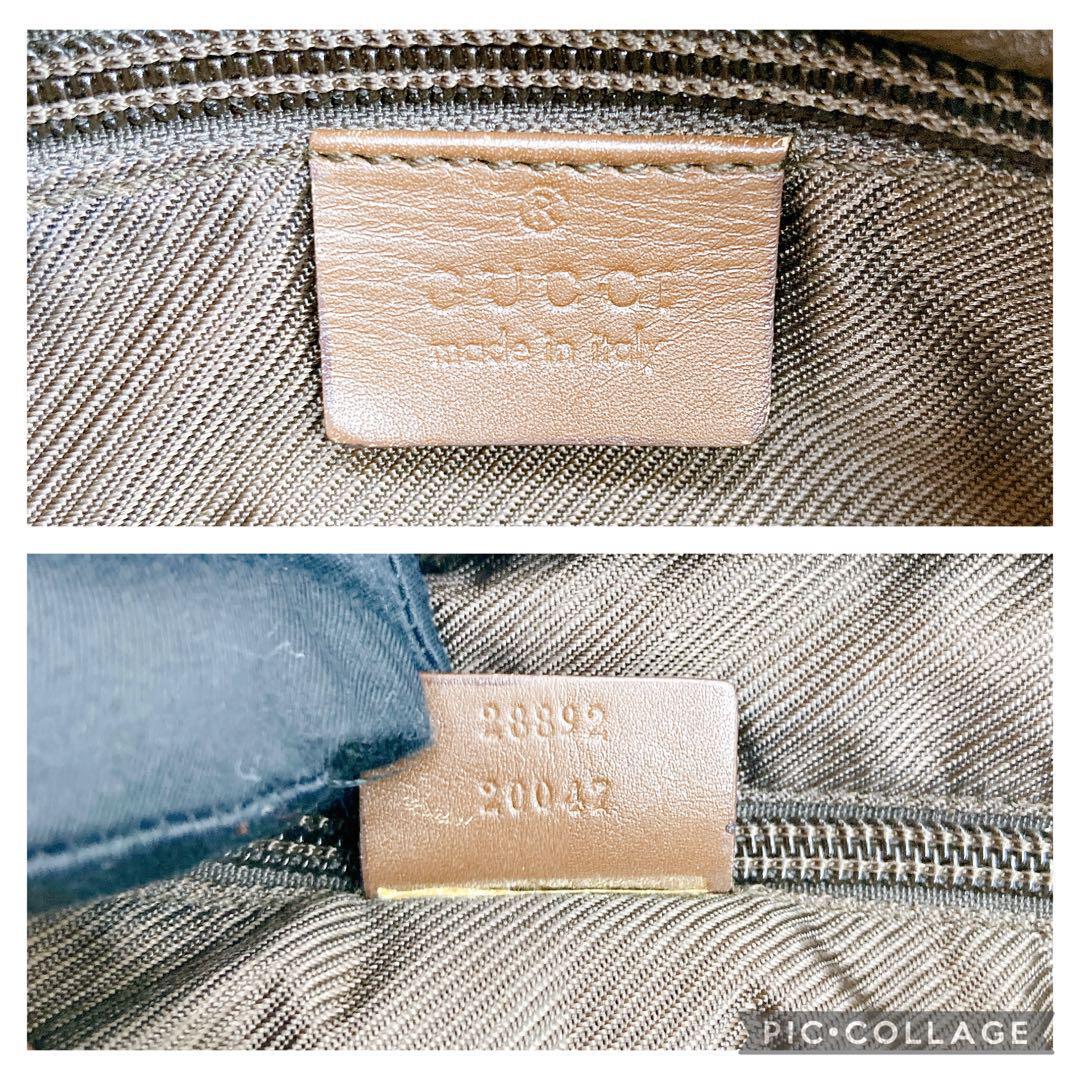 ®
GUCCI
made in italy
28892
20047
PIC•COLLAGE